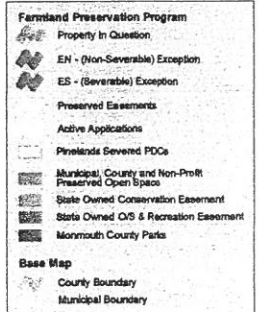 Farmland Preservation Program
Property In Question
EN - (Non-Severable) Exception
ES - (Severable) Exception
Preserved Easements
Active Applications
Pinelands Severed PDCs
Municipal, County and Non-Profit
Preserved Open Space
State Owned Conservation Easement
State Owned O/S & Recreation Easement
Monmouth County Parks
Base Map
County Boundary
Municipal Boundary